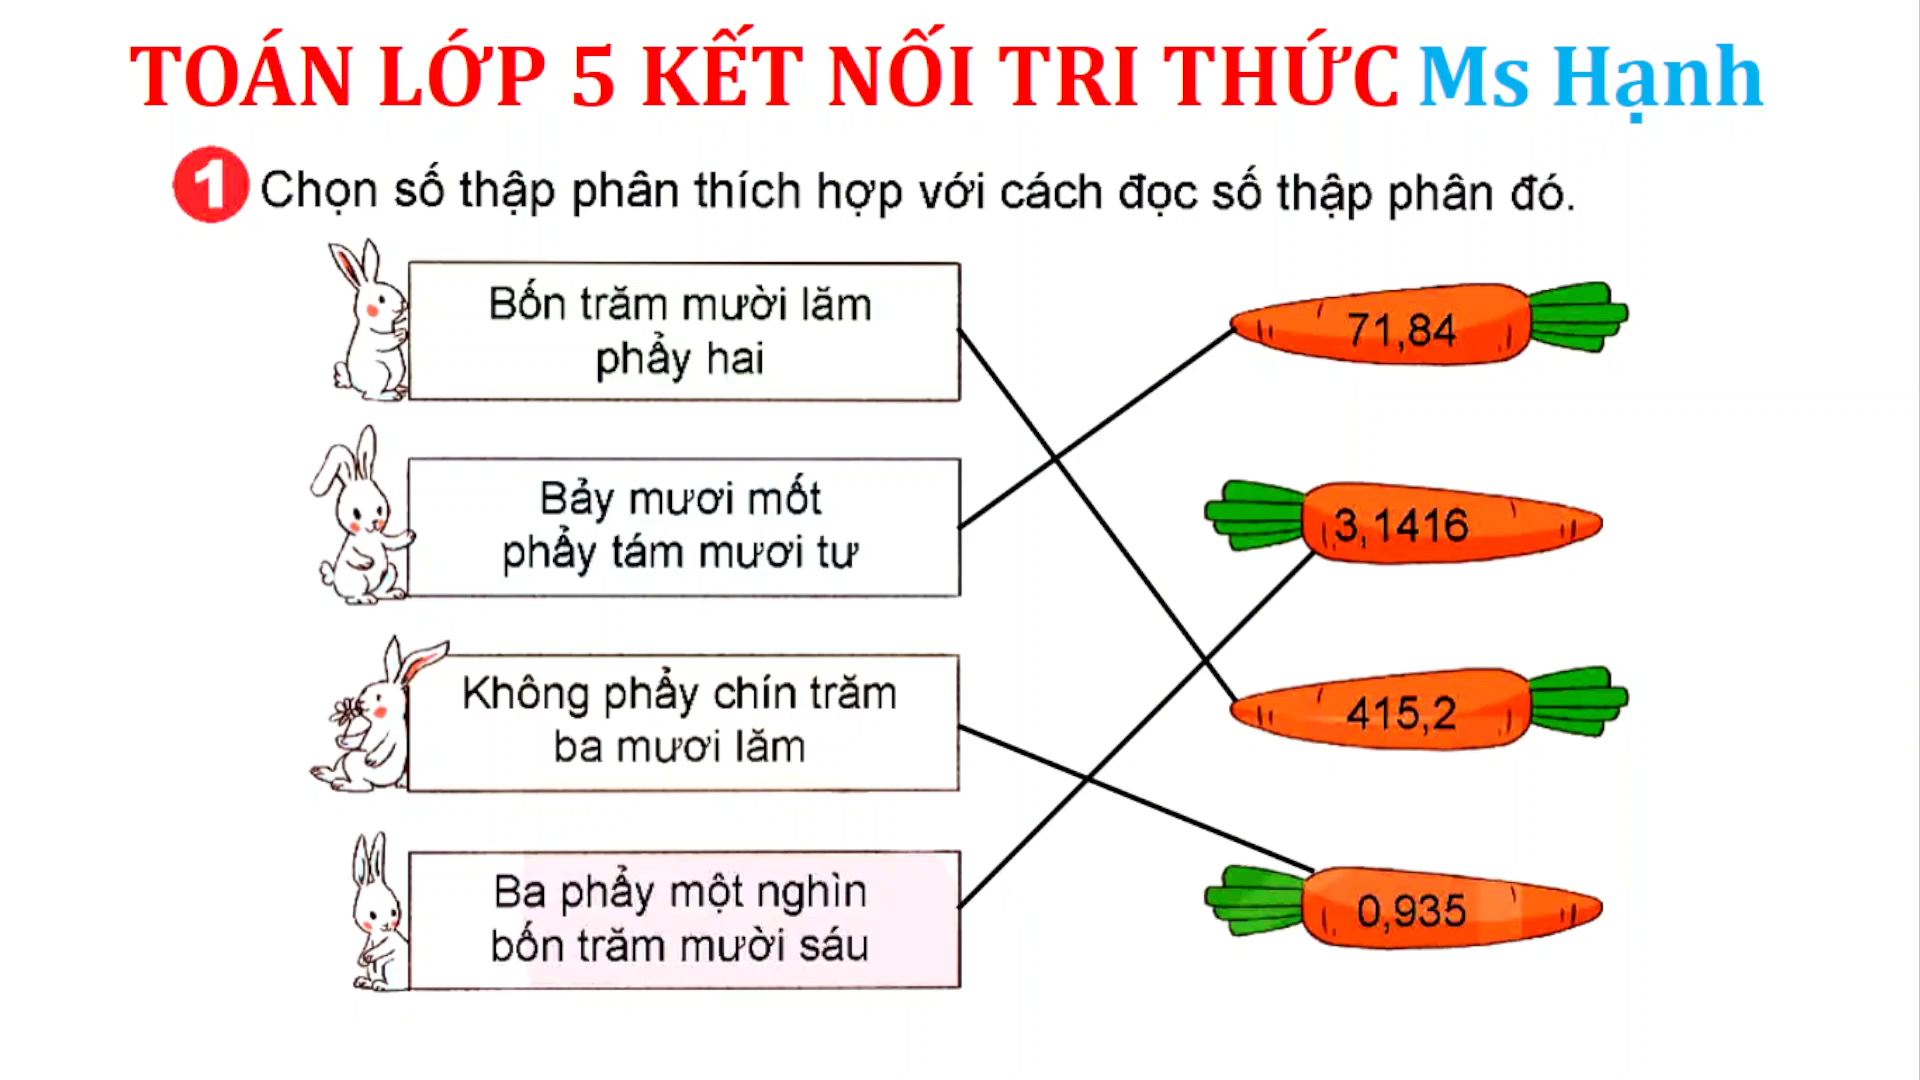 TOÁN LỚP 5 KẾT NỐI TRI THỨC Ms Hạnh
1 Chọn số thập phân thích hợp với cách đọc số thập phân đó.
Bốn trăm mười lăm
phẩy hai
71,84
Bảy mươi mốt
phẩy tám mươi tư
3,1416
Không phẩy chín trăm
ba mươi lăm
415,2
Ba phẩy một nghìn
bốn trăm mười sáu
0,935